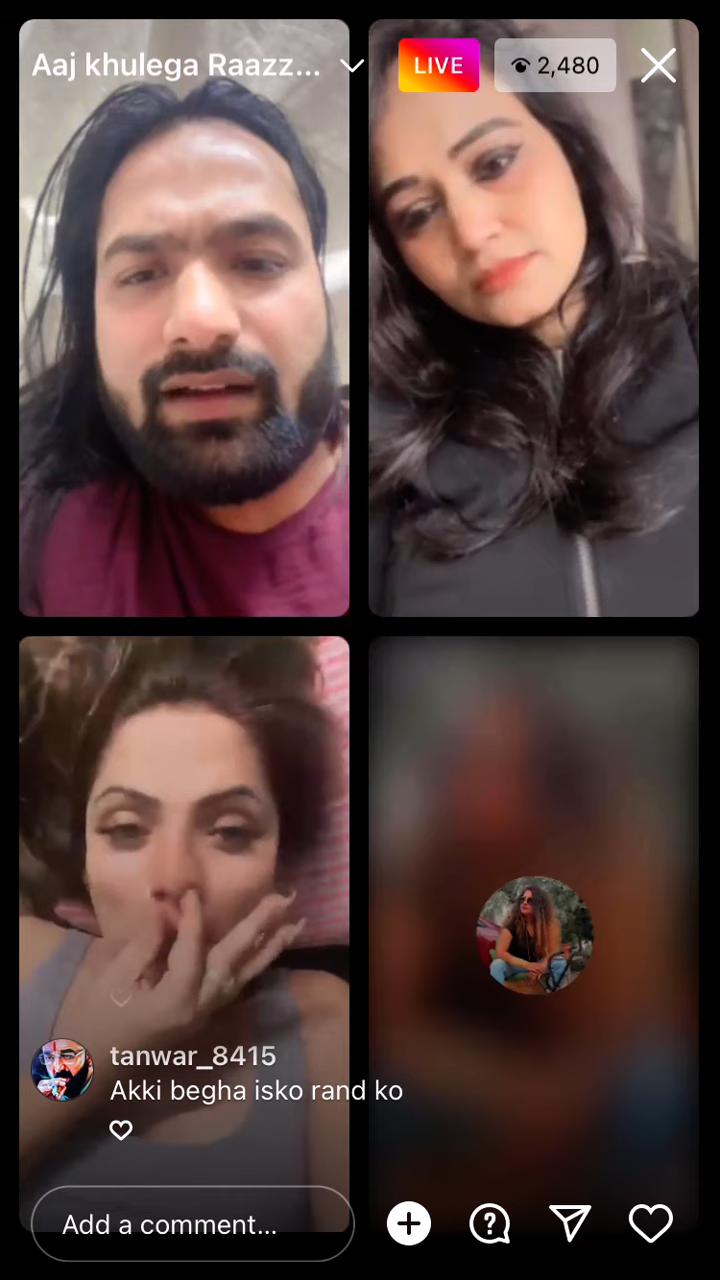 Aaj khulega Raazz...
LIVE
2,480
tanwar_8415
Akki begha isko rand ko
Add a comment...